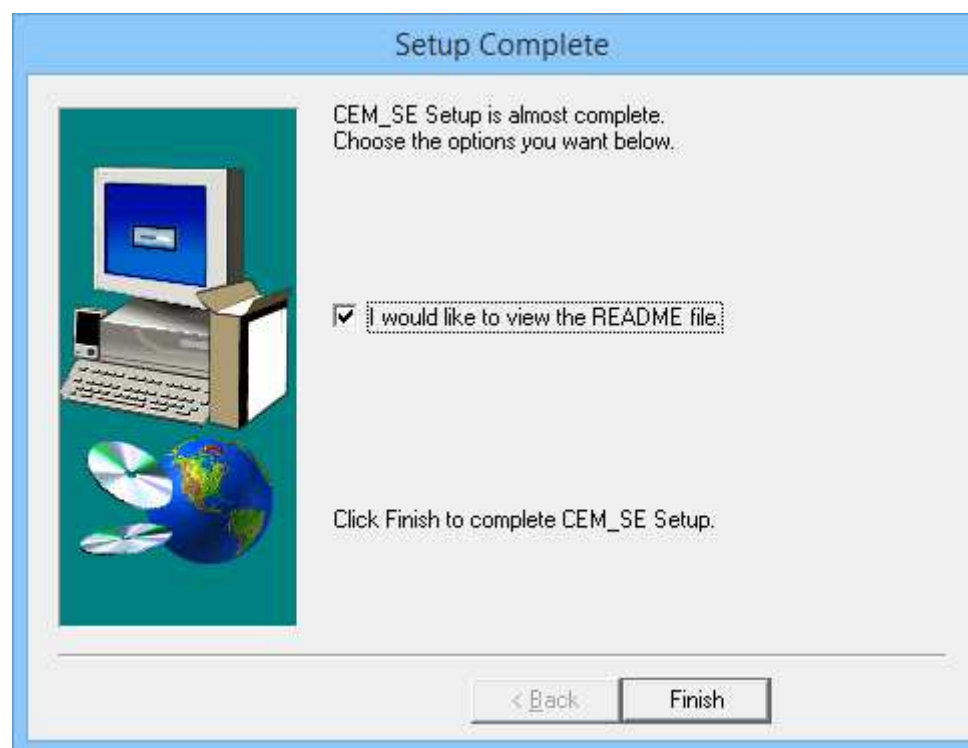 Setup Complete
CEM_SE Setup is almost complete.
Choose the options you want below.
I would like to view the README file.
Click Finish to complete CEM_SE Setup.
< Back
Finish